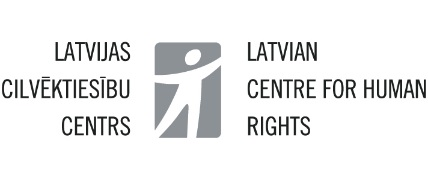 LATVIJAS
CILVĒKTIESĪBU
CENTRS
LATVIAN
CENTRE FOR HUMAN
RIGHTS